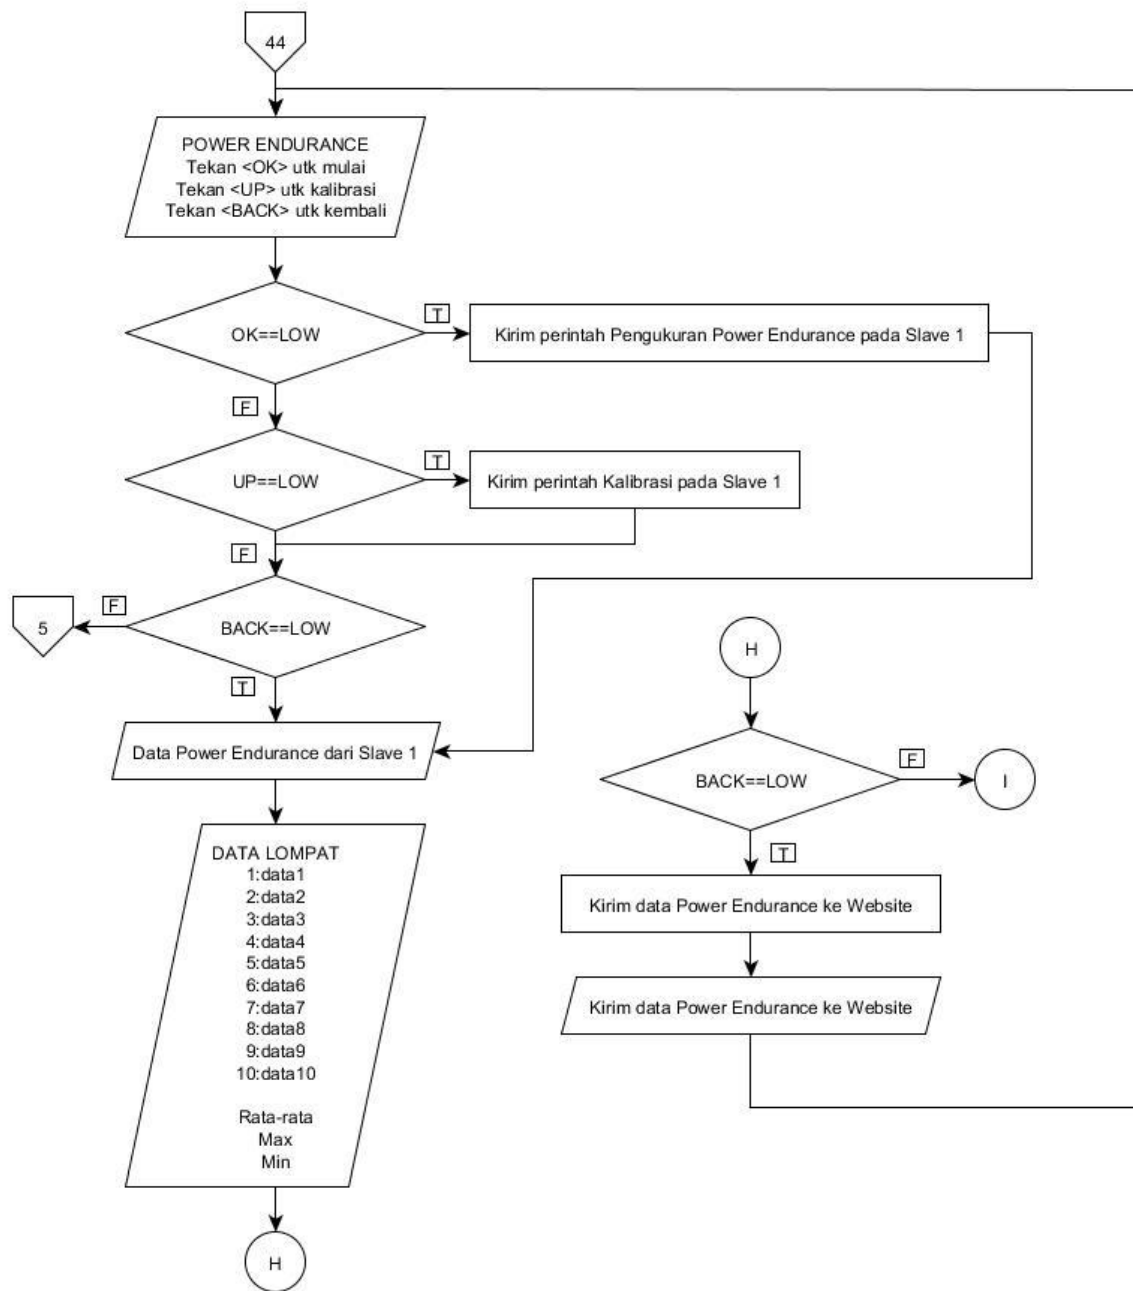 44
POWER ENDURANCE
Tekan <OK> utk mulai
Tekan <UP> utk kalibrasi
Tekan <BACK> utk kembali
OK==LOW
T
Kirim perintah Pengukuran Power Endurance pada Slave 1
F
UP==LOW
T
Kirim perintah Kalibrasi pada Slave 1
F
BACK==LOW
F
5
T
Data Power Endurance dari Slave 1
DATA LOMPAT
1:data1
2:data2
3:data3
4:data4
5:data5
6:data6
7:data7
8:data8
9:data9
10:data10
Rata-rata
Max
Min
H
H
BACK==LOW
F
I
T
Kirim data Power Endurance ke Website
Kirim data Power Endurance ke Website